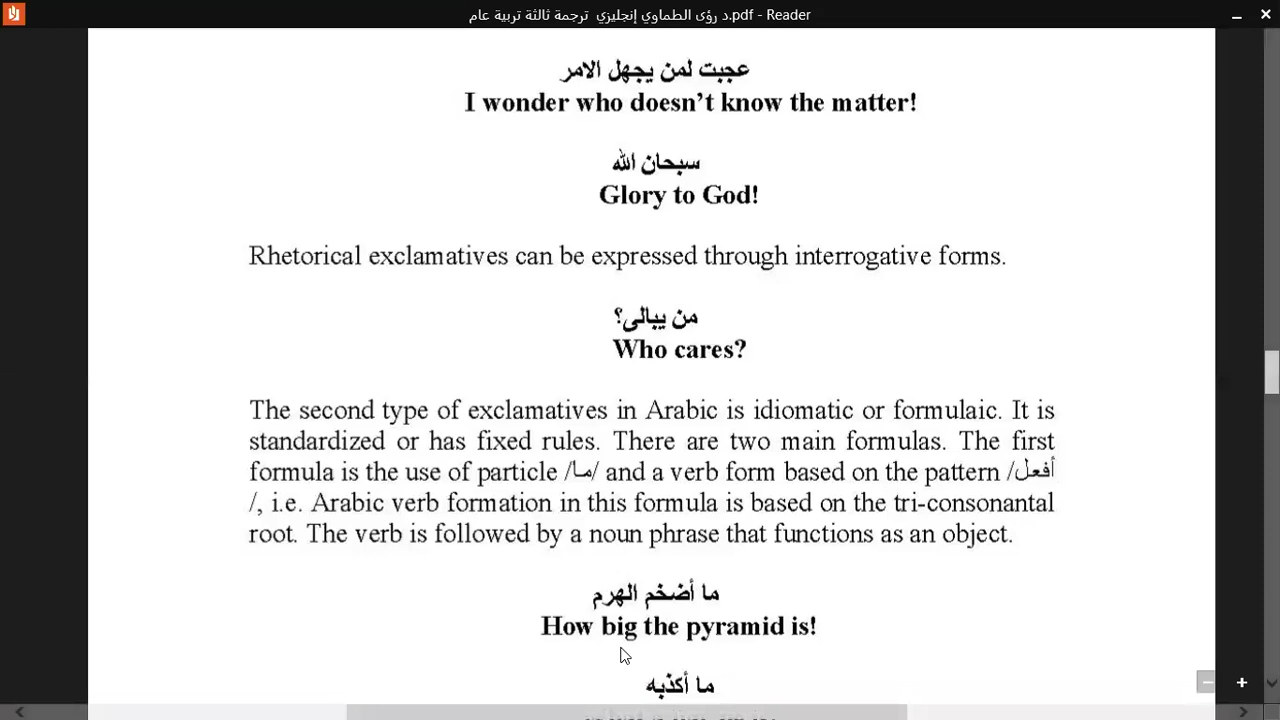 د رؤى الطماوي إنجليزي ترجمة ثالثة تربية عام.pdf - Reader
عجبت لمن يجهل الامر
I wonder who doesn’t know the matter!
سبحان الله
Glory to God!
Rhetorical exclamatives can be expressed through interrogative forms.
من يبالى؟
Who cares?
The second type of exclamatives in Arabic is idiomatic or formulaic. It is
standardized or has fixed rules. There are two main formulas. The first
formula is the use of particle /ما/ and a verb form based on the pattern /أفعل
/, i.e. Arabic verb formation in this formula is based on the tri-consonantal
root. The verb is followed by a noun phrase that functions as an object.
ما أضخم الهرم
How big the pyramid is!
ما أكذبه